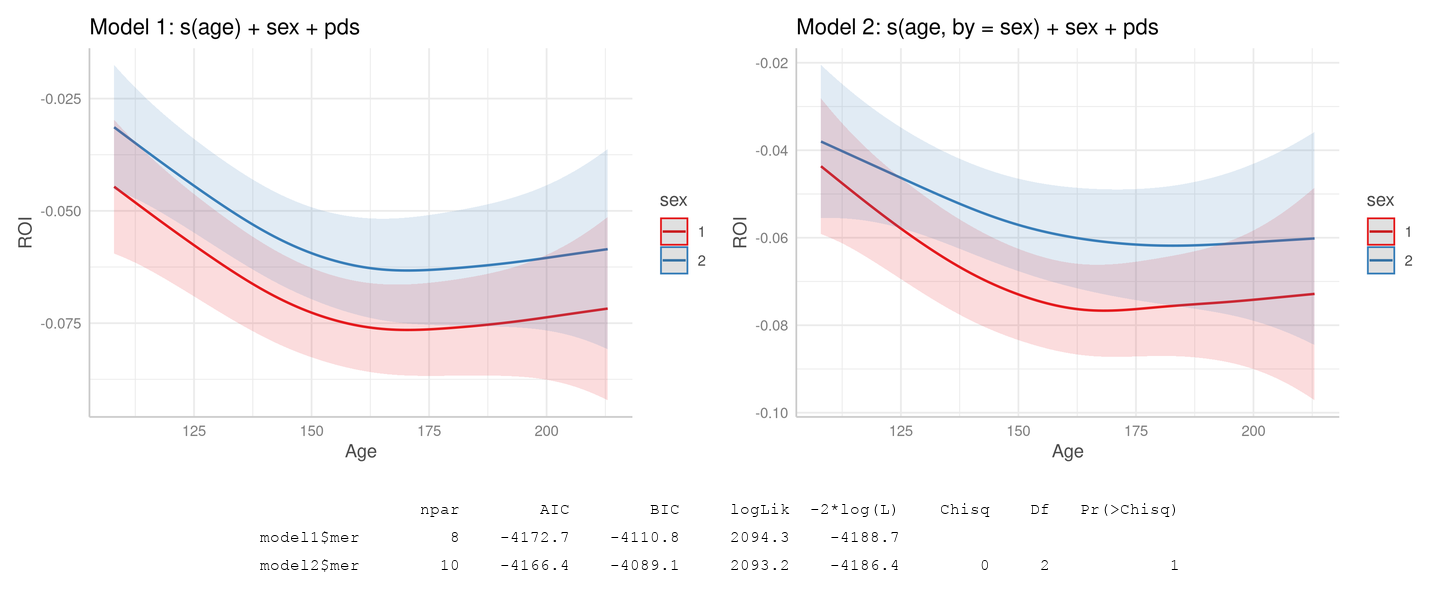 Model 1: s(age) + sex + pds
-0.025
-0.050
-0.075
ROI
125 150 175 200
Age
sex
1
2
Model 2: s(age, by = sex) + sex + pds
-0.02
-0.04
-0.06
-0.08
-0.10
ROI
125 150 175 200
Age
sex
1
2
npar AIC BIC logLik -2*log(L) Chisq Df Pr(>Chisq)
model1$mer 8 -4172.7 -4110.8 2094.3 -4188.7
model2$mer 10 -4166.4 -4089.1 2093.2 -4186.4 0 2 1